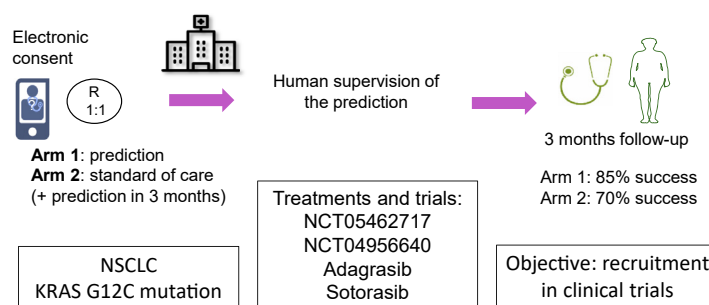 Electronic
consent
R
1:1
Arm 1: prediction
Arm 2: standard of care
(+ prediction in 3 months)
Human supervision of
the prediction
3 months follow-up
Arm 1: 85% success
Arm 2: 70% success
NSCLC
KRAS G12C mutation
Treatments and trials:
NCT05462717
NCT04956640
Adagrasib
Sotorasib
Objective: recruitment
in clinical trials